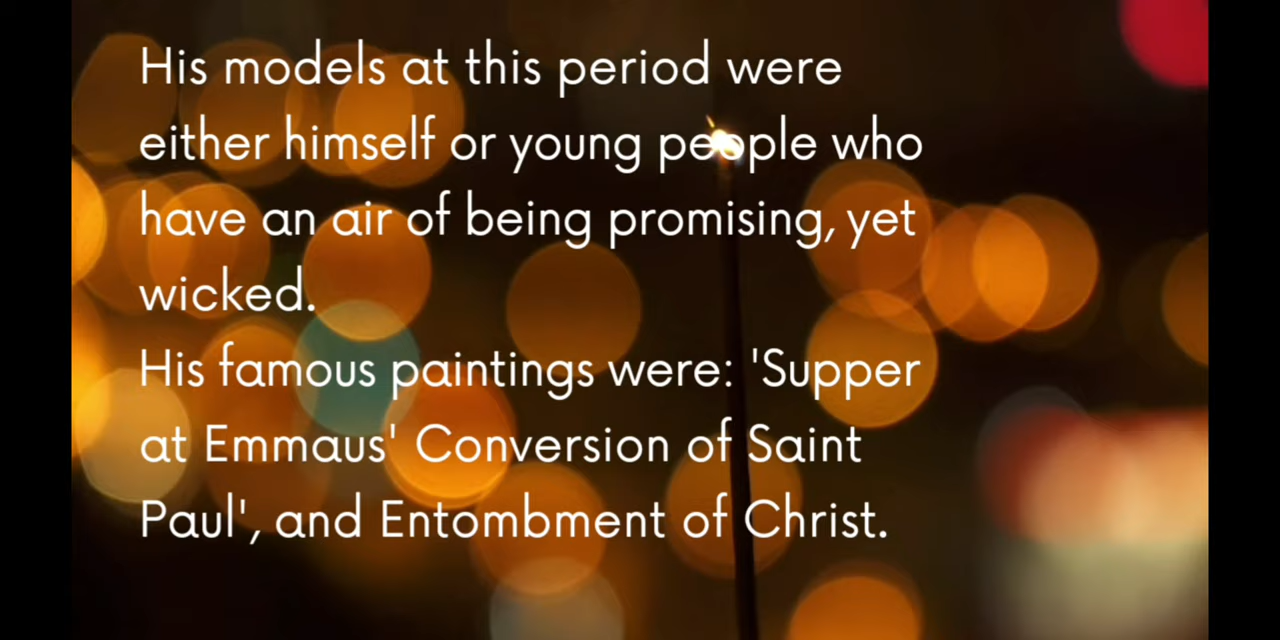 His models at this period were
either himself or young people who
have an air of being promising, yet
wicked.
His famous paintings were: 'Supper
at Emmaus' Conversion of Saint
Paul', and Entombment of Christ.